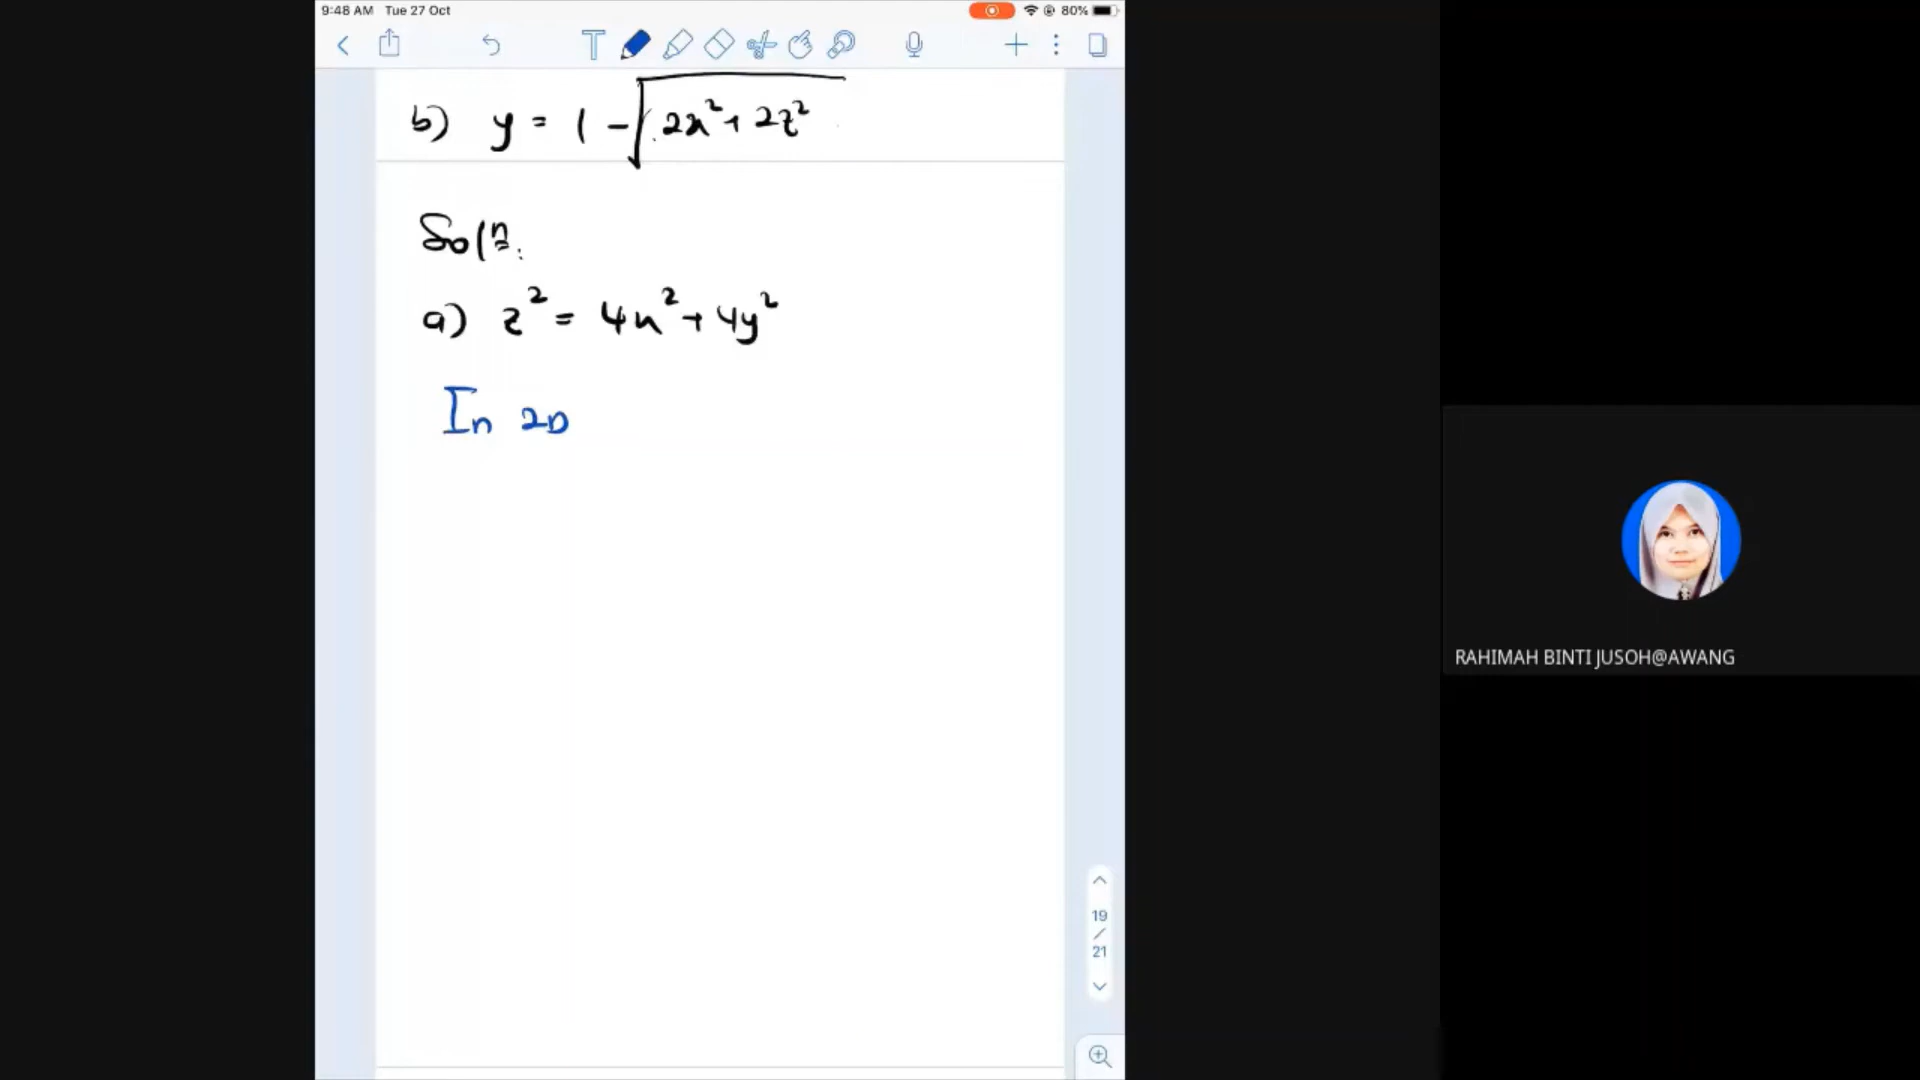 9:48 AM Tue 27 Oct 80%
b) y = 1 - √2x² + 2z²
Solⁿ.
a) z² = 4x² + 4y²
In 2D
19
/
21
RAHIMAH BINTI JUSOH@AWANG